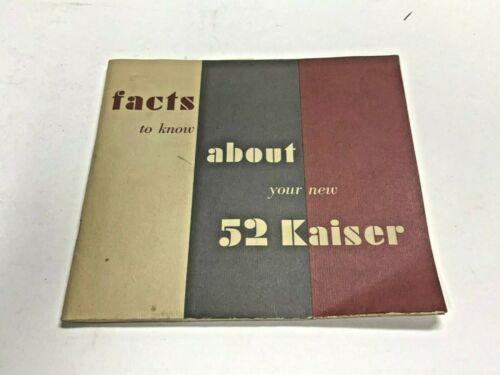 facts
to know
about
your new
52 Kaiser